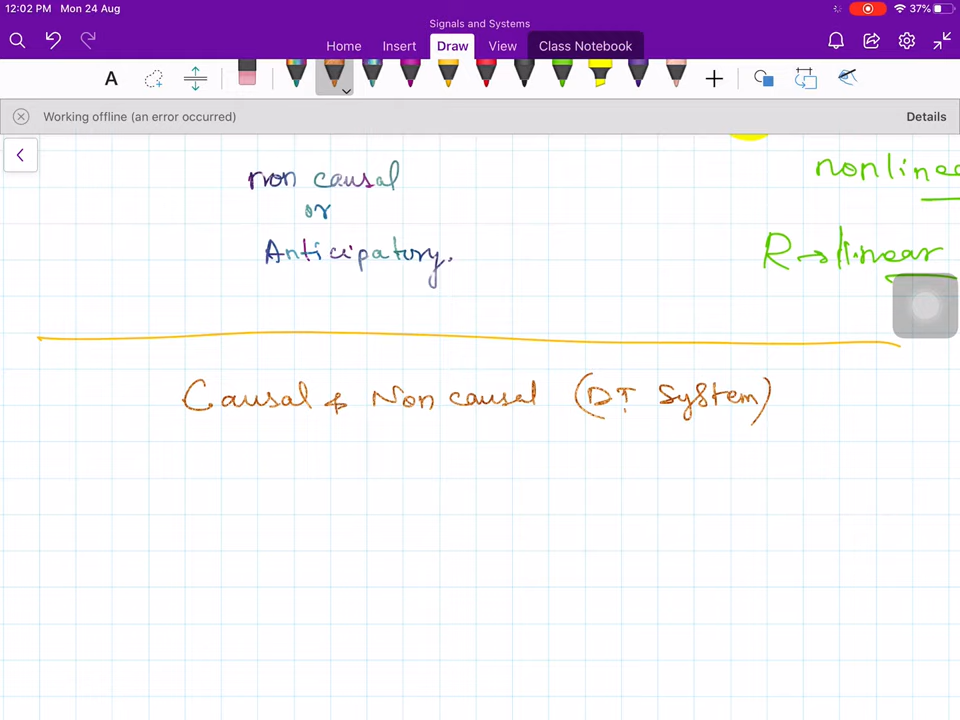 12:02 PM Mon 24 Aug
37%
Signals and Systems
Home Insert Draw View Class Notebook
A
Working offline (an error occurred) Details
non causal
or
Anticipatory.
nonlinea
R→linear
Causal & Non causal (DT System)